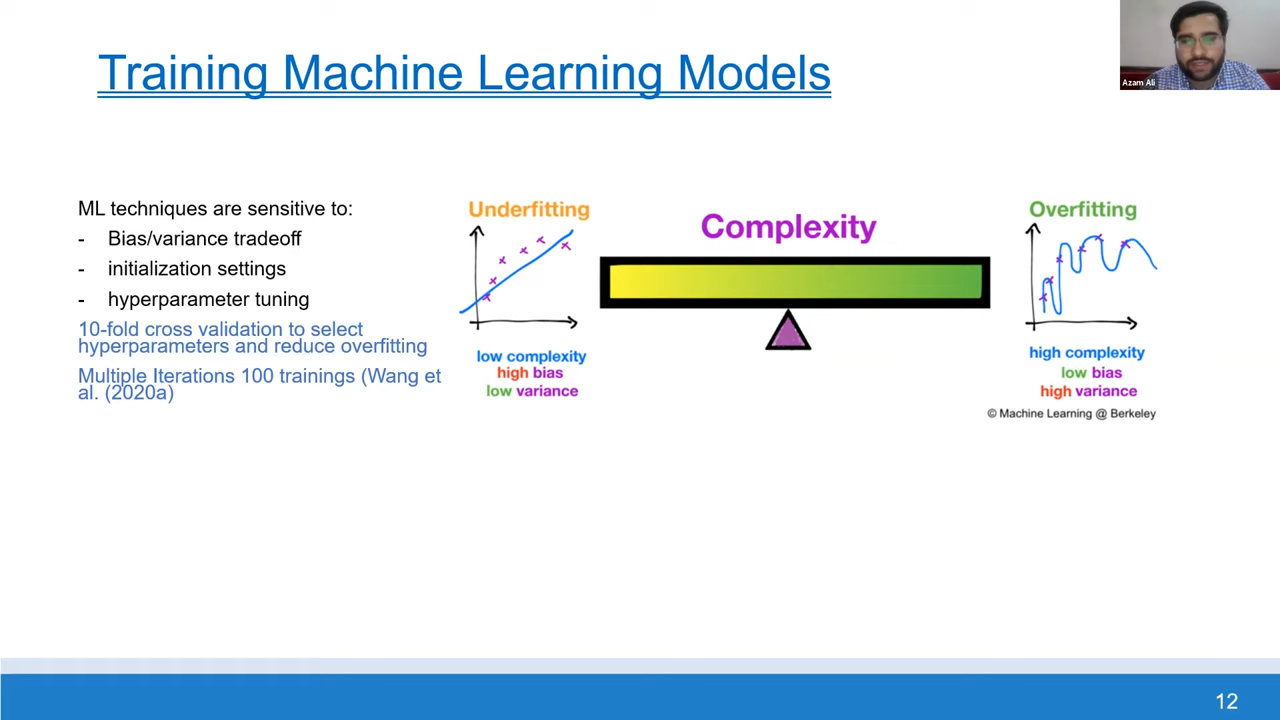 Training Machine Learning Models
Azam Ali
ML techniques are sensitive to:
- Bias/variance tradeoff
- initialization settings
- hyperparameter tuning
10-fold cross validation to select
hyperparameters and reduce overfitting
Multiple Iterations 100 trainings (Wang et
al. (2020a)
Underfitting
low complexity
high bias
low variance
Complexity
Overfitting
high complexity
low bias
high variance
© Machine Learning @ Berkeley
12